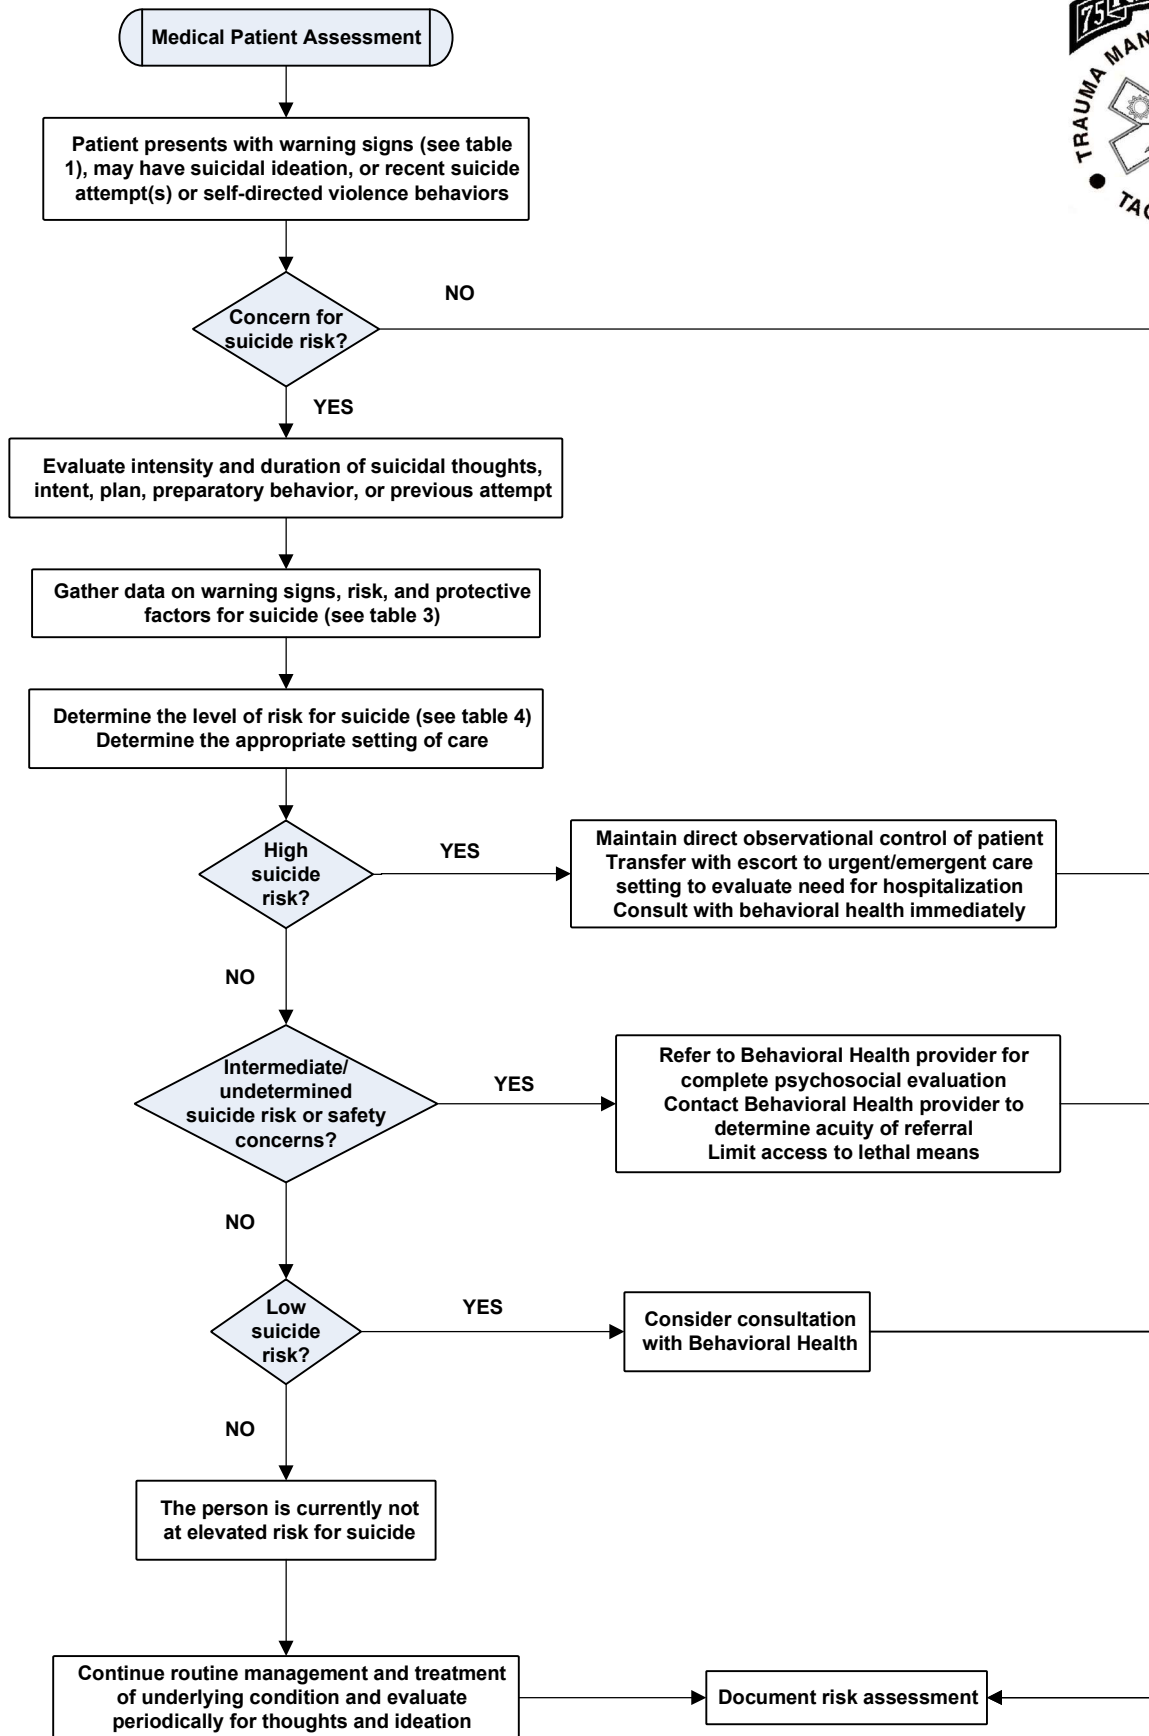 Medical Patient Assessment
75
TRAUMA MAN
TAC
Patient presents with warning signs (see table
1), may have suicidal ideation, or recent suicide
attempt(s) or self-directed violence behaviors
Concern for
suicide risk?
NO
YES
Evaluate intensity and duration of suicidal thoughts,
intent, plan, preparatory behavior, or previous attempt
Gather data on warning signs, risk, and protective
factors for suicide (see table 3)
Determine the level of risk for suicide (see table 4)
Determine the appropriate setting of care
High
suicide
risk?
YES
Maintain direct observational control of patient
Transfer with escort to urgent/emergent care
setting to evaluate need for hospitalization
Consult with behavioral health immediately
NO
Intermediate/
undetermined
suicide risk or safety
concerns?
YES
Refer to Behavioral Health provider for
complete psychosocial evaluation
Contact Behavioral Health provider to
determine acuity of referral
Limit access to lethal means
NO
Low
suicide
risk?
YES
Consider consultation
with Behavioral Health
NO
The person is currently not
at elevated risk for suicide
Continue routine management and treatment
of underlying condition and evaluate
periodically for thoughts and ideation
Document risk assessment